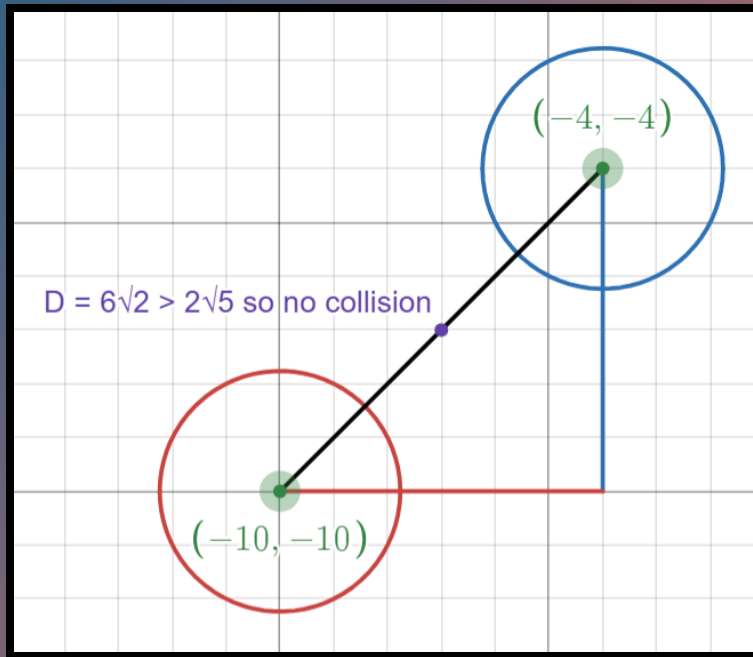 (−4, −4)
D = 6√2 > 2√5 so no collision
(−10, −10)